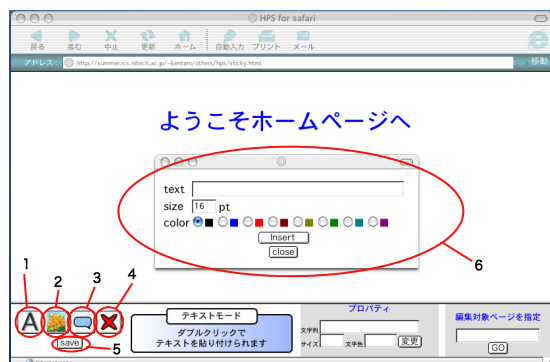 HPS for safari
戻る 進む 中止 更新 ホーム 自動入力 プリント メール
アドレス: http://summer.ics.nitech.ac.jp/~kentaro/others/hps/sticky.html 移動
ようこそホームページへ
text
size 16 pt
color
Insert
close
6
1 2 3 4
A
save
5
テキストモード
ダブルクリックで
テキストを貼り付けられます
プロパティ
文字列
サイズ 文字色 変更
編集対象ページを指定
GO